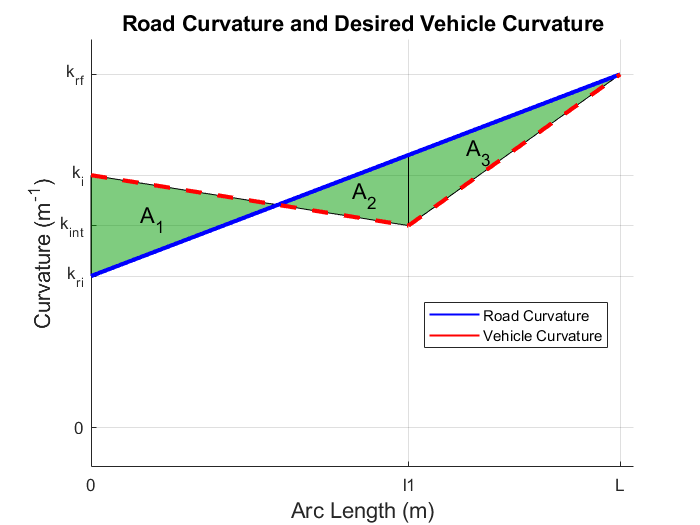 Road Curvature and Desired Vehicle Curvature
k_rf
k_i
k_int
k_ri
0
Curvature (m^-1)
A_1
A_2
A_3
Road Curvature
Vehicle Curvature
0
l1
L
Arc Length (m)